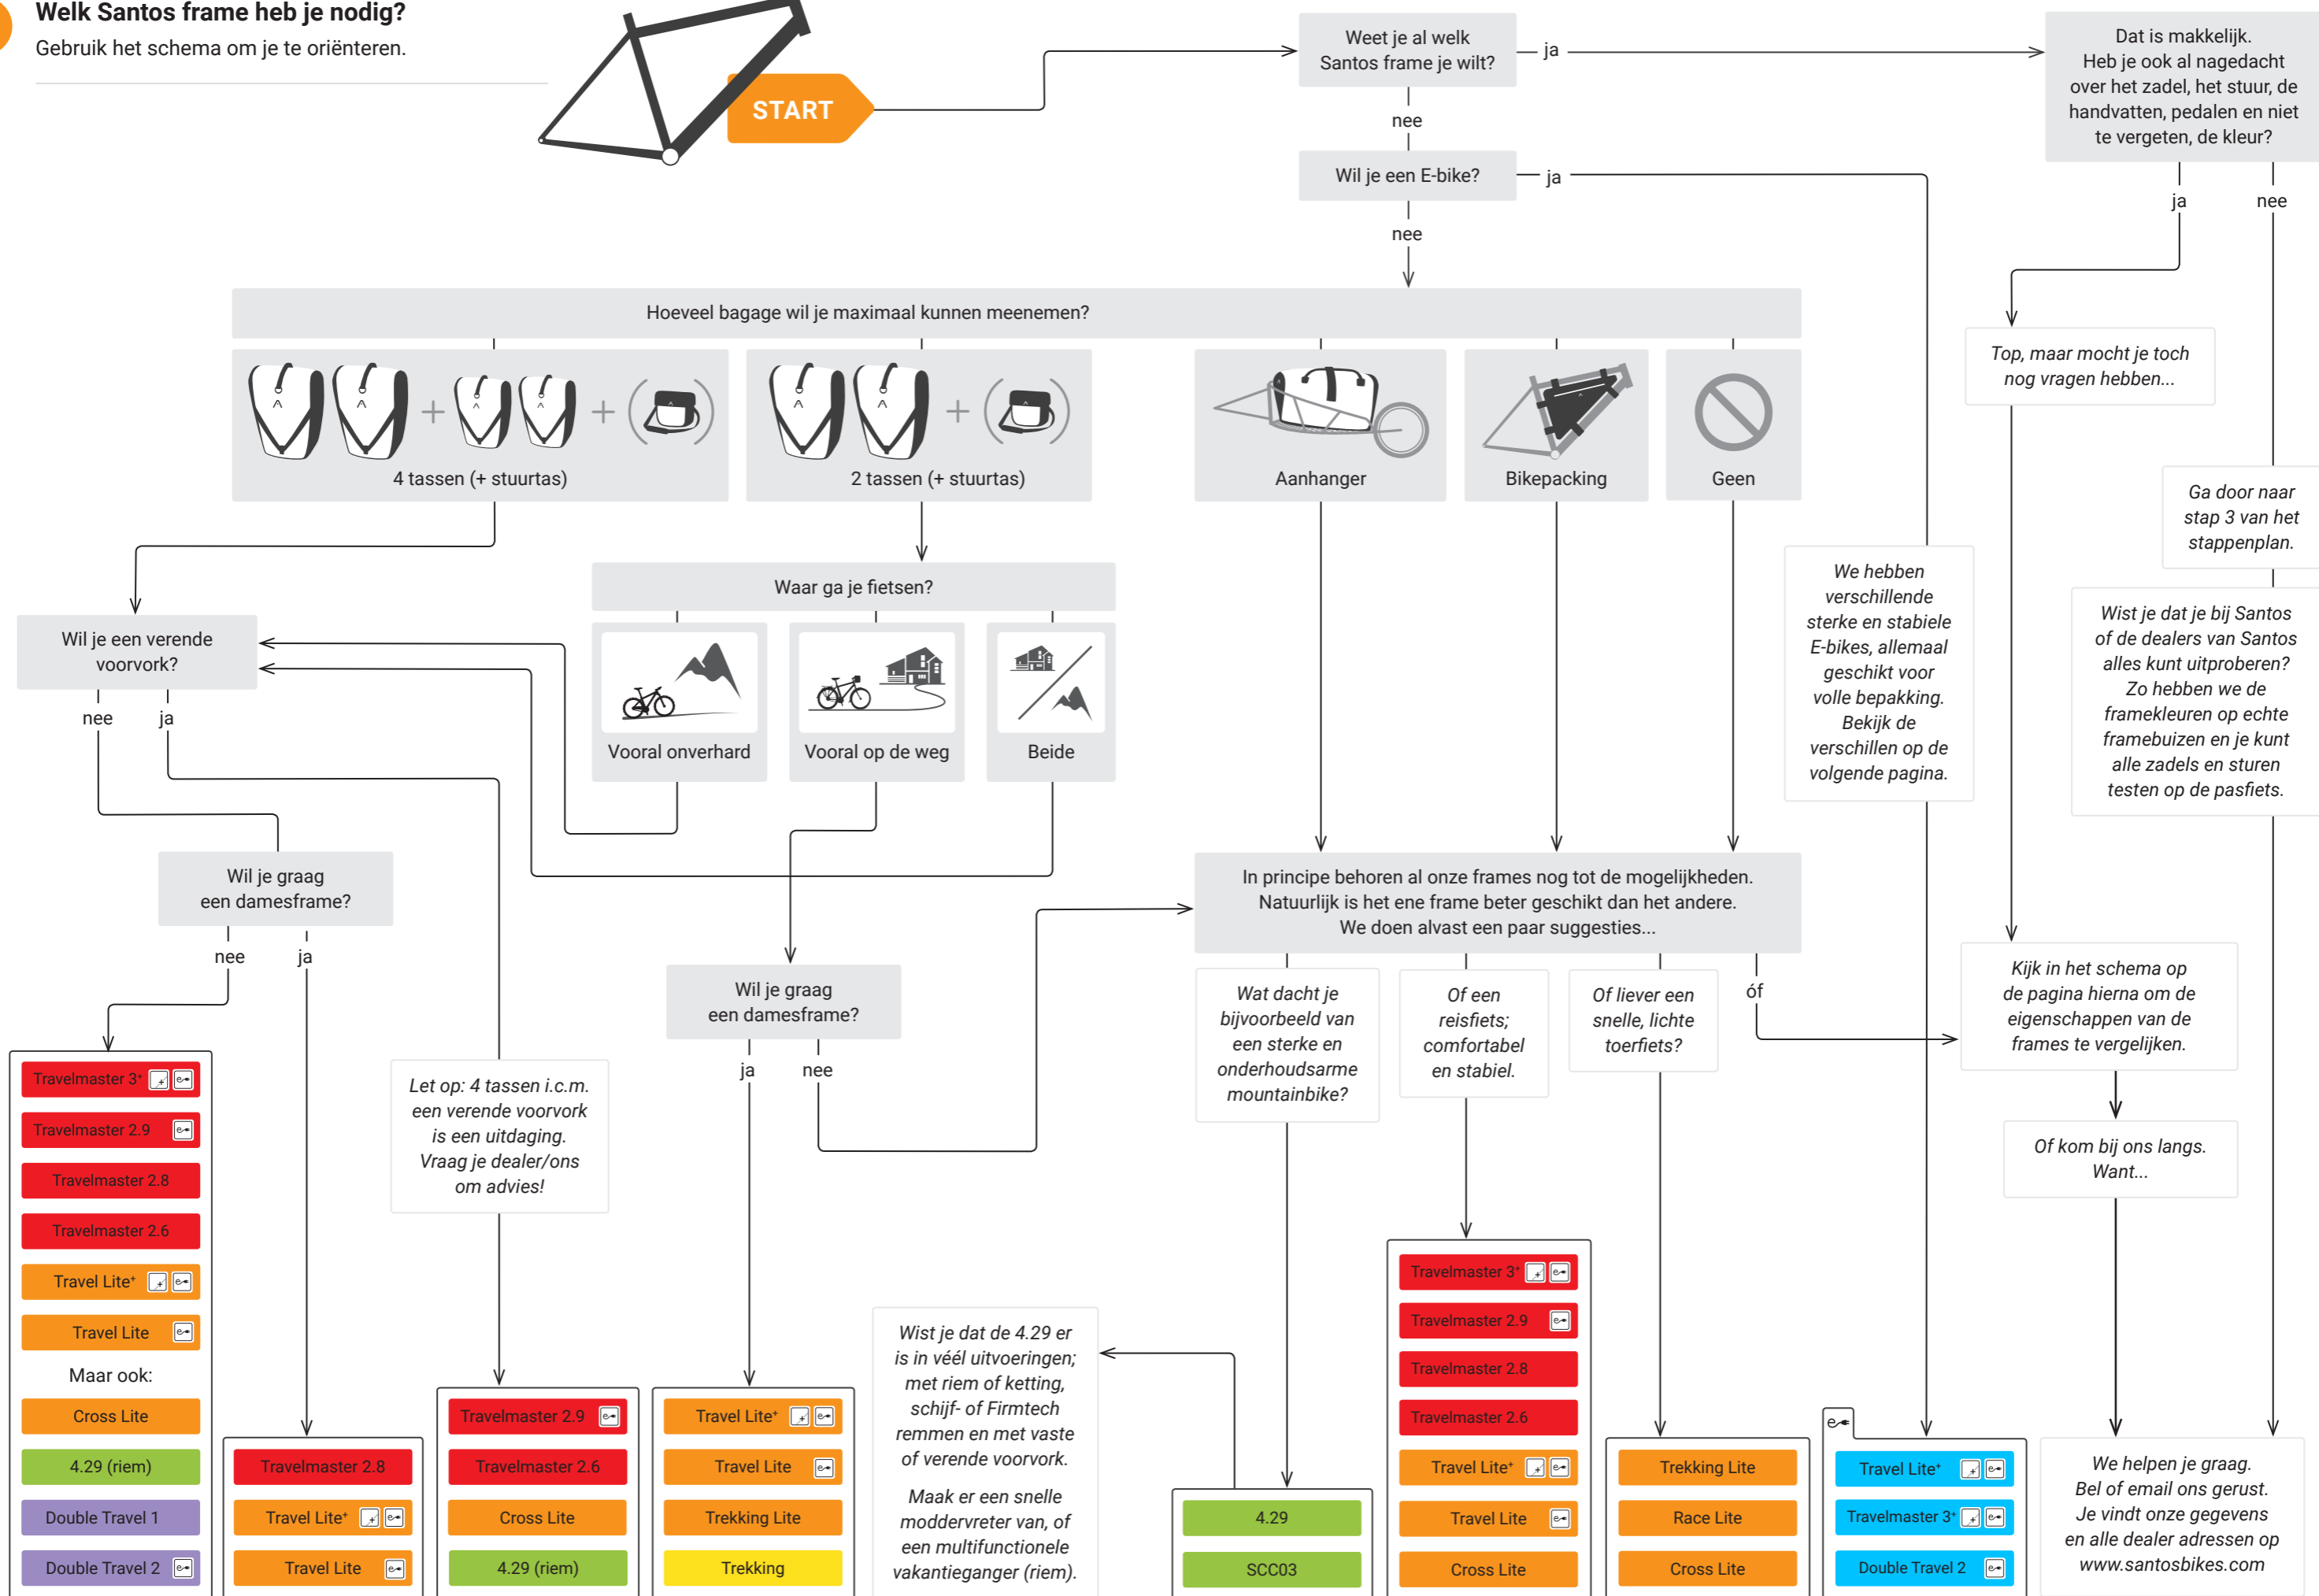 Welk Santos frame heb je nodig?
Gebruik het schema om je te oriënteren.
START
Weet je al welk
Santos frame je wilt?
ja
nee
Dat is makkelijk.
Heb je ook al nagedacht
over het zadel, het stuur, de
handvatten, pedalen en niet
te vergeten, de kleur?
ja
nee
Wil je een E-bike?
ja
nee
Hoeveel bagage wil je maximaal kunnen meenemen?
4 tassen (+ stuurtas)
2 tassen (+ stuurtas)
Aanhanger
Bikepacking
Geen
Top, maar mocht je toch
nog vragen hebben...
Ga door naar
stap 3 van het
stappenplan.
Waar ga je fietsen?
Vooral onverhard
Vooral op de weg
Beide
Wil je een verende
voorvork?
nee
ja
We hebben
verschillende
sterke en stabiele
E-bikes, allemaal
geschikt voor
volle bepakking.
Bekijk de
verschillen op de
volgende pagina.
Wist je dat je bij Santos
of de dealers van Santos
alles kunt uitproberen?
Zo hebben we de
framekleuren op echte
framebuizen en je kunt
alle zadels en sturen
testen op de pasfiets.
Wil je graag
een damesframe?
nee
ja
In principe behoren al onze frames nog tot de mogelijkheden.
Natuurlijk is het ene frame beter geschikt dan het andere.
We doen alvast een paar suggesties...
Wil je graag
een damesframe?
ja
nee
Wat dacht je
bijvoorbeeld van
een sterke en
onderhoudsarme
mountainbike?
Of een
reisfiets;
comfortabel
en stabiel.
Of liever een
snelle, lichte
toerfiets?
óf
Kijk in het schema op
de pagina hierna om de
eigenschappen van de
frames te vergelijken.
Of kom bij ons langs.
Want...
Let op: 4 tassen i.c.m.
een verende voorvork
is een uitdaging.
Vraag je dealer/ons
om advies!
Travelmaster 3+
Travelmaster 2.9
Travelmaster 2.8
Travelmaster 2.6
Travel Lite+
Travel Lite
Maar ook:
Cross Lite
4.29 (riem)
Double Travel 1
Double Travel 2
Travelmaster 2.8
Travel Lite+
Travel Lite
Travelmaster 2.9
Travelmaster 2.6
Cross Lite
4.29 (riem)
Travel Lite+
Travel Lite
Trekking Lite
Trekking
Wist je dat de 4.29 er
is in véél uitvoeringen;
met riem of ketting,
schijf- of Firmtech
remmen en met vaste
of verende voorvork.
Maak er een snelle
moddervreter van, of
een multifunctionele
vakantieganger (riem).
4.29
SCC03
Travelmaster 3+
Travelmaster 2.9
Travelmaster 2.8
Travelmaster 2.6
Travel Lite+
Travel Lite
Cross Lite
Trekking Lite
Race Lite
Cross Lite
Travel Lite+
Travelmaster 3+
Double Travel 2
We helpen je graag.
Bel of email ons gerust.
Je vindt onze gegevens
en alle dealer adressen op
www.santosbikes.com